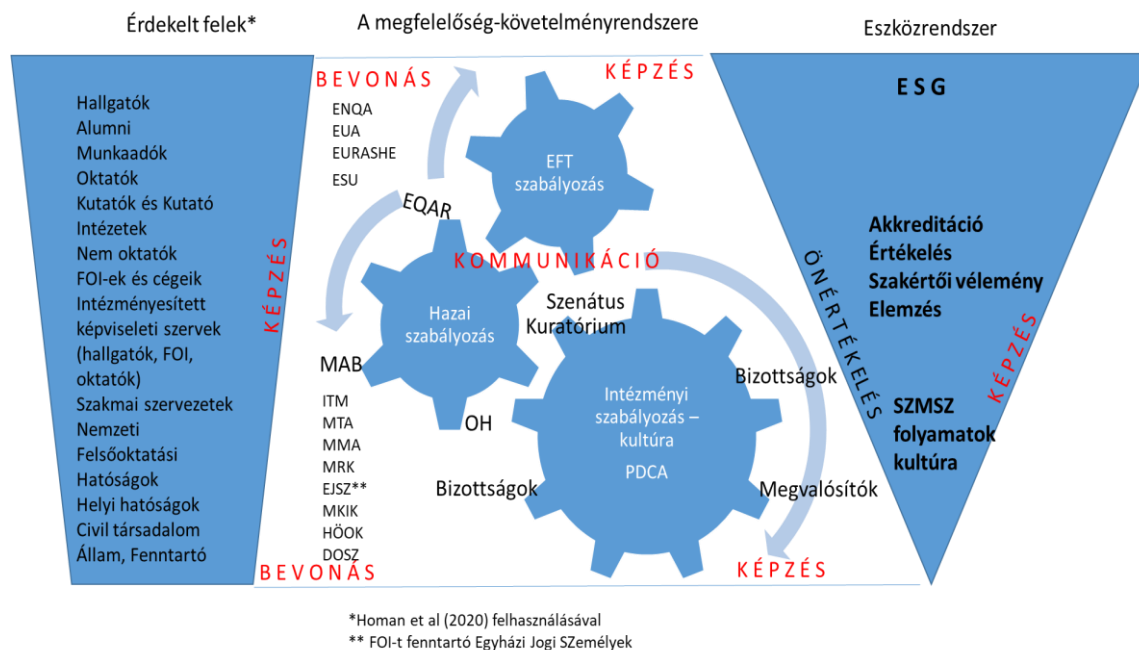 Érdekelt felek*
A megfelelőség-követelményrendszere
Eszközrendszer
Hallgatók
Alumni
Munkaadók
Oktatók
Kutatók és Kutató
Intézetek
Nem oktatók
FOI-ek és cégeik
Intézményesített
képviseleti szervek
(hallgatók, FOI,
oktatók)
Szakmai szervezetek
Nemzeti
Felsőoktatási
Hatóságok
Helyi hatóságok
Civil társadalom
Állam, Fenntartó
KÉPZÉS
BEVONÁS
ENQA
EUA
EURASHE
ESU
EQAR
KÉPZÉS
EFT
szabályozás
KOMMUNIKÁCIÓ
Hazai
szabályozás
Szenátus
Kuratórium
MAB
ITM
MTA
MMA
MRK
EJSZ**
MKIK
HÖOK
DOSZ
OH
Bizottságok
Intézményi
szabályozás –
kultúra
PDCA
Bizottságok
Megvalósítók
BEVONÁS
KÉPZÉS
E S G
Akkreditáció
Értékelés
Szakértői vélemény
Elemzés
ÖNÉRTÉKELÉS
KÉPZÉS
SZMSZ
folyamatok
kultúra
*Homan et al (2020) felhasználásával
** FOI-t fenntartó Egyházi Jogi SZemélyek